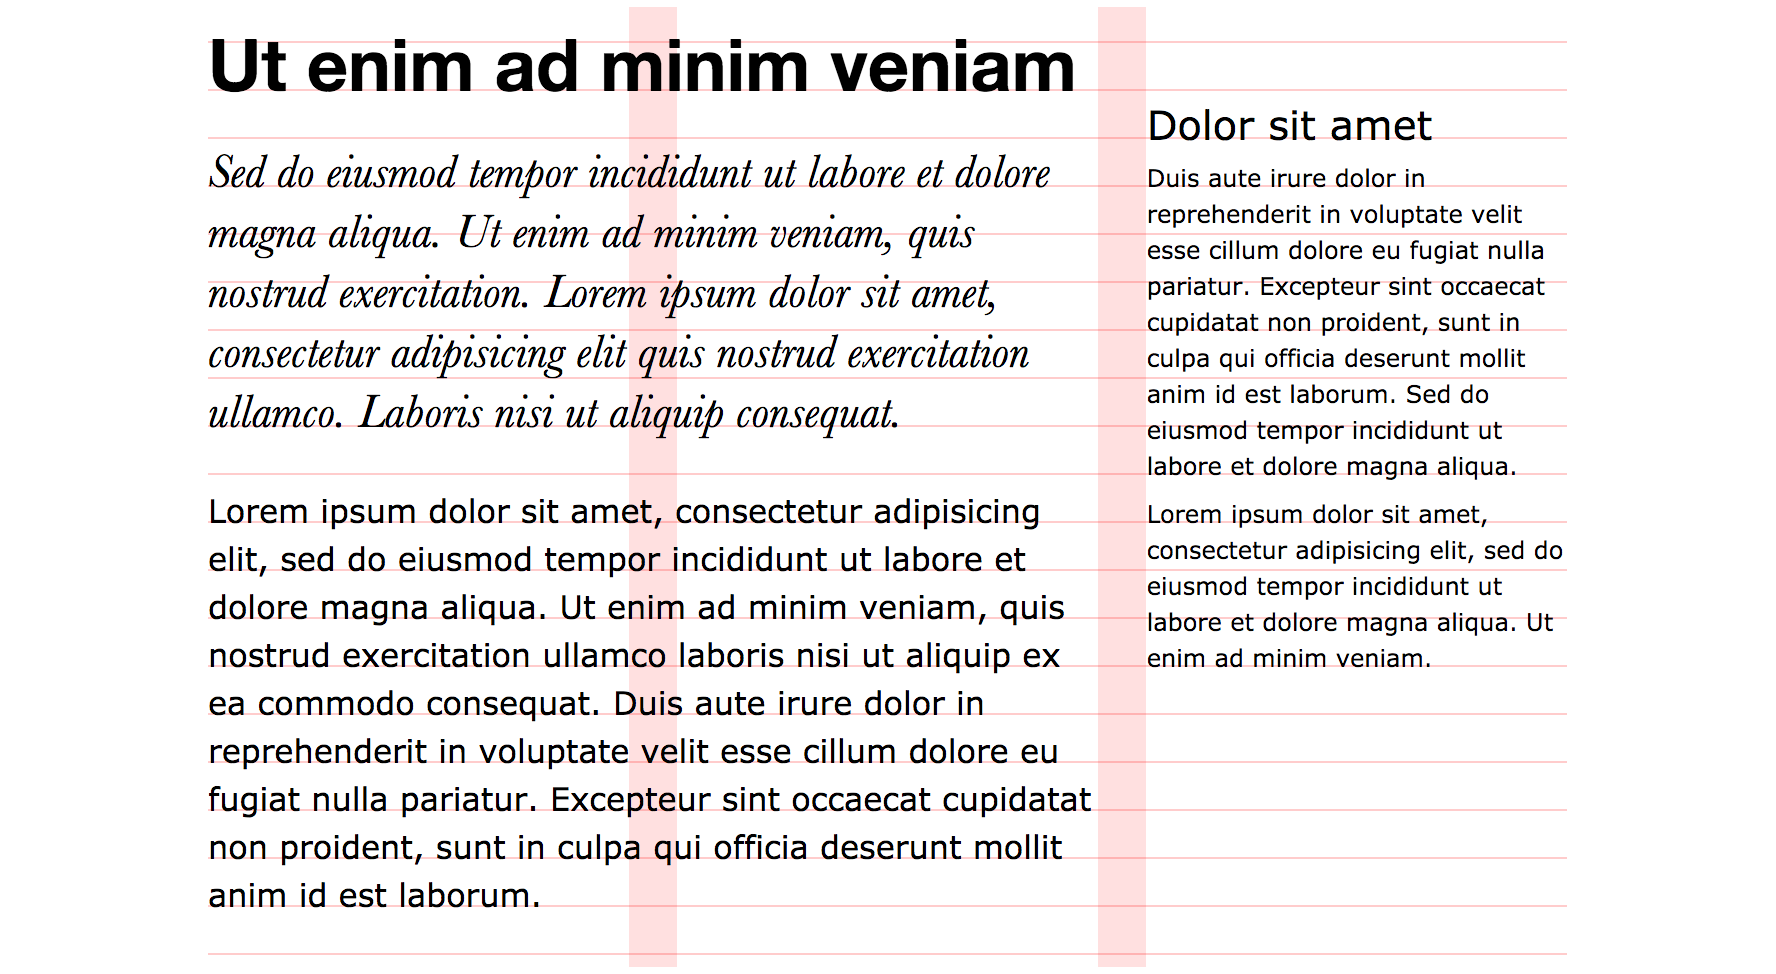 Ut enim ad minim veniam
Sed do eiusmod tempor incididunt ut labore et dolore
magna aliqua. Ut enim ad minim veniam, quis
nostrud exercitation. Lorem ipsum dolor sit amet,
consectetur adipisicing elit quis nostrud exercitation
ullamco. Laboris nisi ut aliquip consequat.
Lorem ipsum dolor sit amet, consectetur adipisicing
elit, sed do eiusmod tempor incididunt ut labore et
dolore magna aliqua. Ut enim ad minim veniam, quis
nostrud exercitation ullamco laboris nisi ut aliquip ex
ea commodo consequat. Duis aute irure dolor in
reprehenderit in voluptate velit esse cillum dolore eu
fugiat nulla pariatur. Excepteur sint occaecat cupidatat
non proident, sunt in culpa qui officia deserunt mollit
anim id est laborum.
Dolor sit amet
Duis aute irure dolor in
reprehenderit in voluptate velit
esse cillum dolore eu fugiat nulla
pariatur. Excepteur sint occaecat
cupidatat non proident, sunt in
culpa qui officia deserunt mollit
anim id est laborum. Sed do
eiusmod tempor incididunt ut
labore et dolore magna aliqua.
Lorem ipsum dolor sit amet,
consectetur adipisicing elit, sed do
eiusmod tempor incididunt ut
labore et dolore magna aliqua. Ut
enim ad minim veniam.